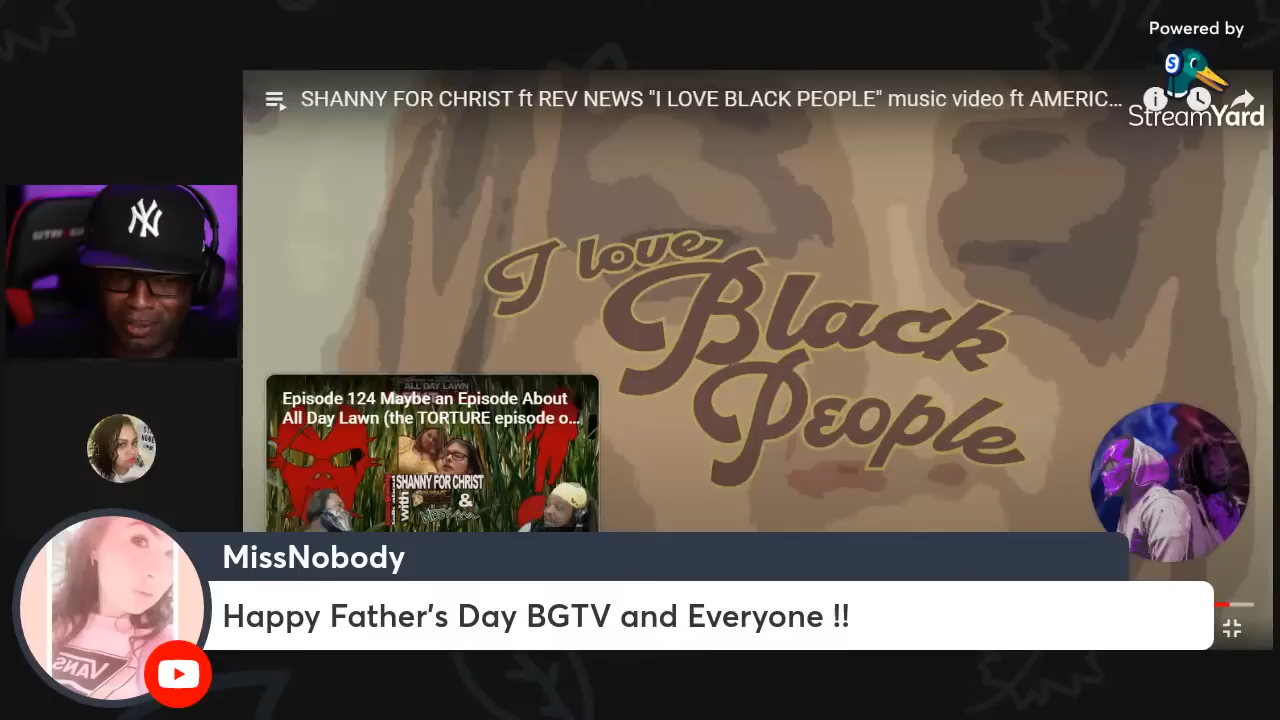 Powered by
StreamYard
SHANNY FOR CHRIST ft REV NEWS "I LOVE BLACK PEOPLE" music video ft AMERIC...
I love
Black
People
Episode 124 Maybe an Episode About
All Day Lawn (the TORTURE episode o...
ALL DAY LAWN
SHANNY FOR CHRIST
with
&
MissNobody
Happy Father's Day BGTV and Everyone !!
VANS